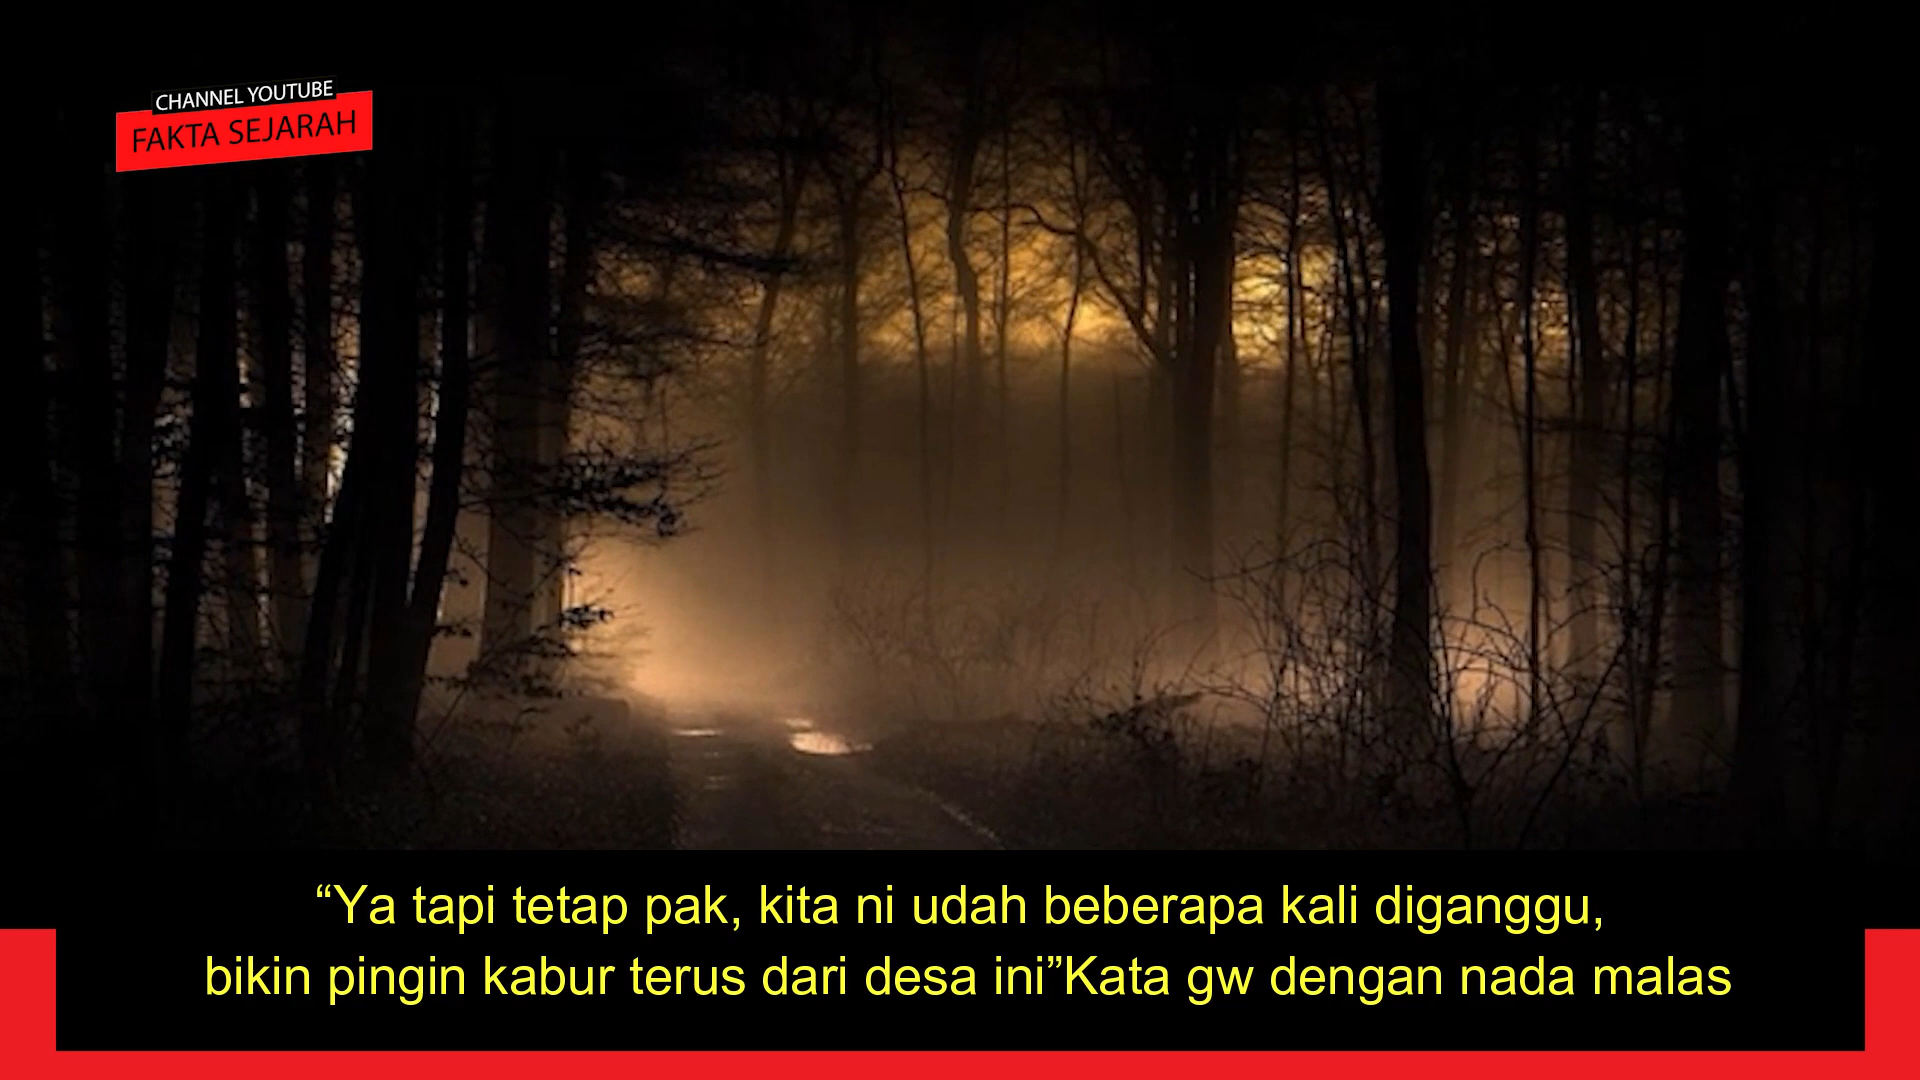 CHANNEL YOUTUBE
FAKTA SEJARAH
“Ya tapi tetap pak, kita ni udah beberapa kali diganggu,
bikin pingin kabur terus dari desa ini”Kata gw dengan nada malas